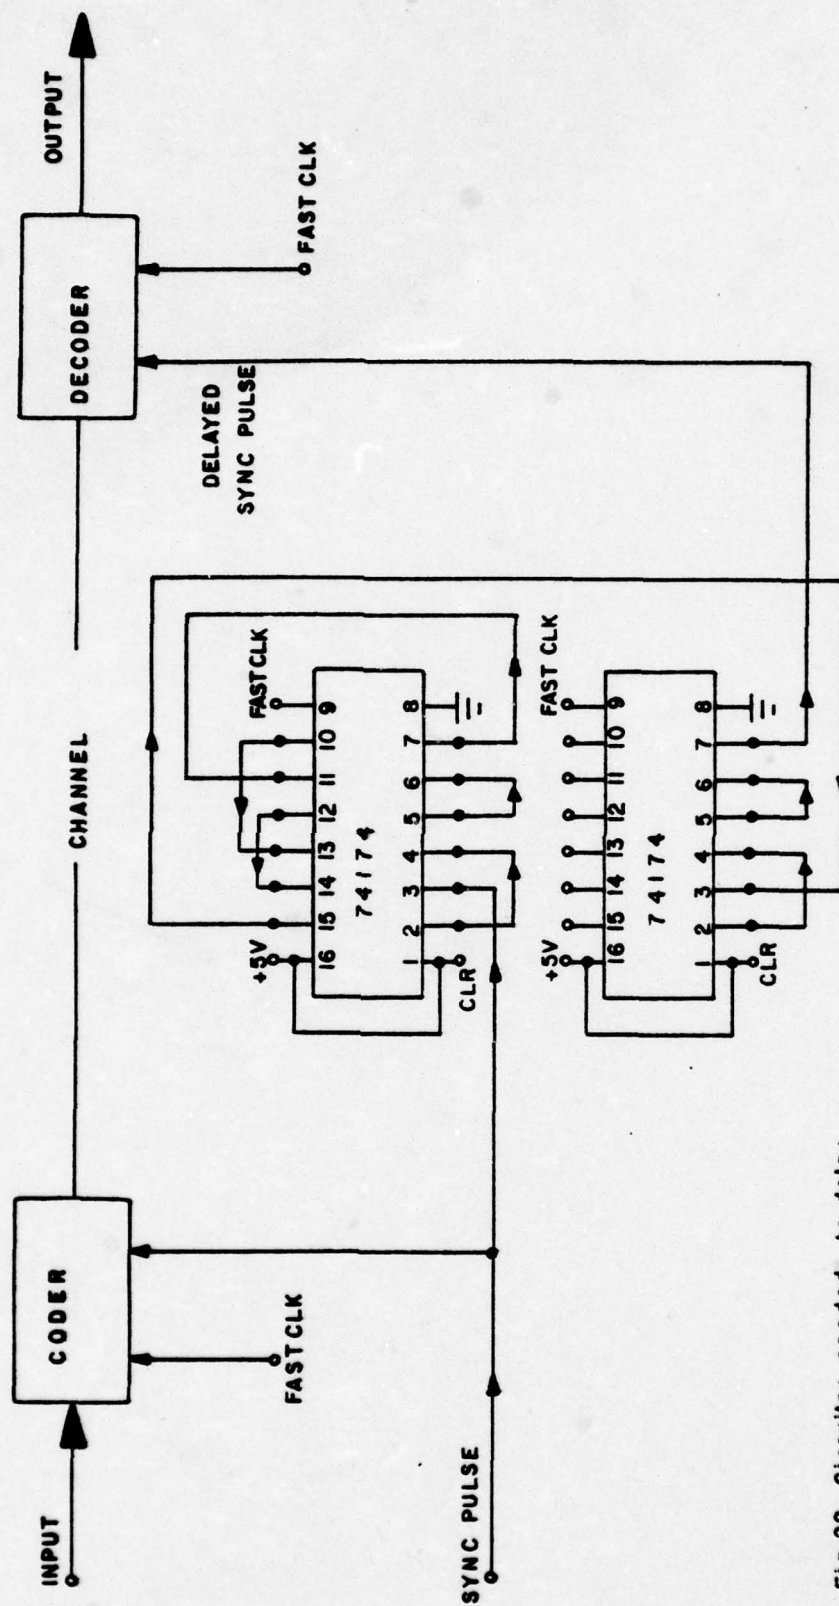 INPUT
CODER
FAST CLK
CHANNEL
DECODER
OUTPUT
FAST CLK
DELAYED
SYNC PULSE
SYNC PULSE
+5V
FAST CLK
16 15 14 13 12 11 10 9
74174
1 2 3 4 5 6 7 8
CLR
+5V
FAST CLK
16 15 14 13 12 11 10 9
74174
1 2 3 4 5 6 7 8
CLR